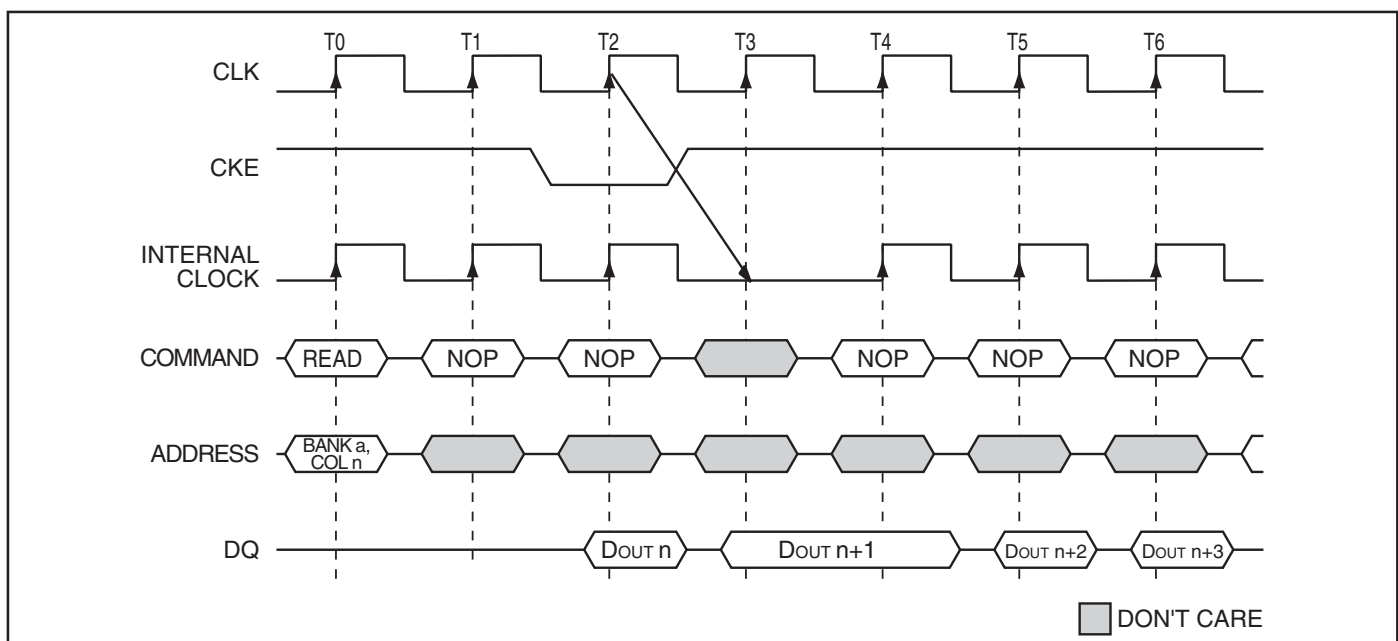 T0 T1 T2 T3 T4 T5 T6
CLK
CKE
INTERNAL
CLOCK
COMMAND READ NOP NOP NOP NOP NOP
ADDRESS BANK a,
COL n
DQ DOUT n DOUT n+1 DOUT n+2 DOUT n+3
DON'T CARE